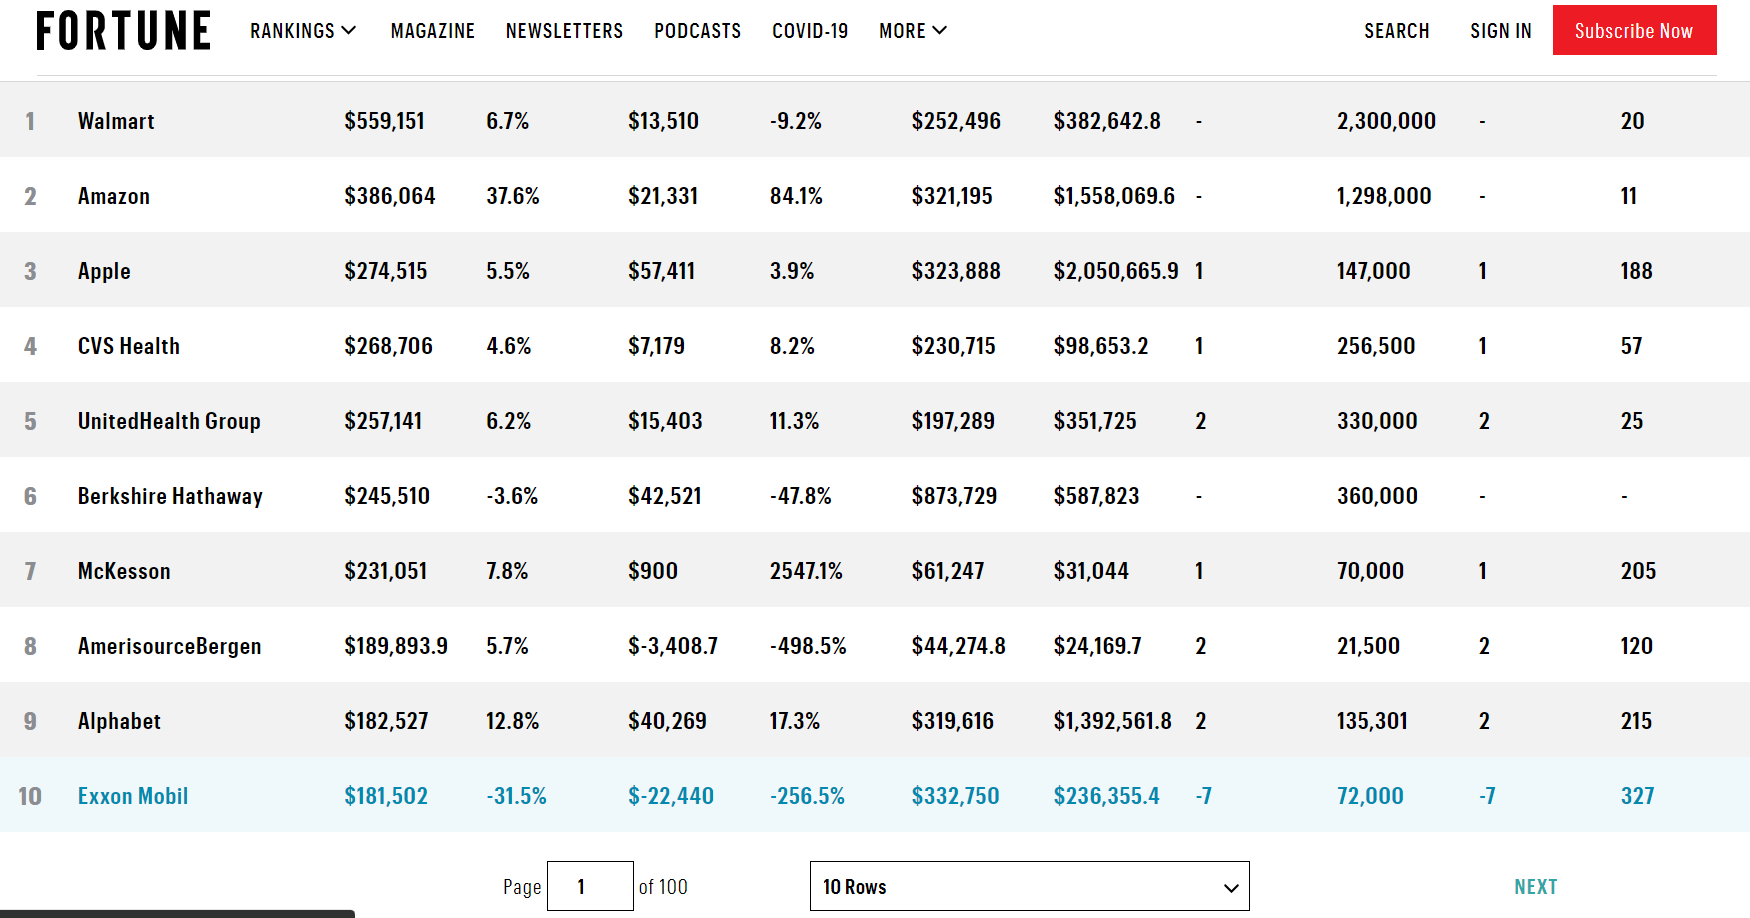 FORTUNE RANKINGS MAGAZINE NEWSLETTERS PODCASTS COVID-19 MORE SEARCH SIGN IN Subscribe Now
1 Walmart $559,151 6.7% $13,510 -9.2% $252,496 $382,642.8 - 2,300,000 - 20
2 Amazon $386,064 37.6% $21,331 84.1% $321,195 $1,558,069.6 - 1,298,000 - 11
3 Apple $274,515 5.5% $57,411 3.9% $323,888 $2,050,665.9 1 147,000 1 188
4 CVS Health $268,706 4.6% $7,179 8.2% $230,715 $98,653.2 1 256,500 1 57
5 UnitedHealth Group $257,141 6.2% $15,403 11.3% $197,289 $351,725 2 330,000 2 25
6 Berkshire Hathaway $245,510 -3.6% $42,521 -47.8% $873,729 $587,823 - 360,000 - -
7 McKesson $231,051 7.8% $900 2547.1% $61,247 $31,044 1 70,000 1 205
8 AmerisourceBergen $189,893.9 5.7% $-3,408.7 -498.5% $44,274.8 $24,169.7 2 21,500 2 120
9 Alphabet $182,527 12.8% $40,269 17.3% $319,616 $1,392,561.8 2 135,301 2 215
10 Exxon Mobil $181,502 -31.5% $-22,440 -256.5% $332,750 $236,355.4 -7 72,000 -7 327
Page 1 of 100 10 Rows NEXT